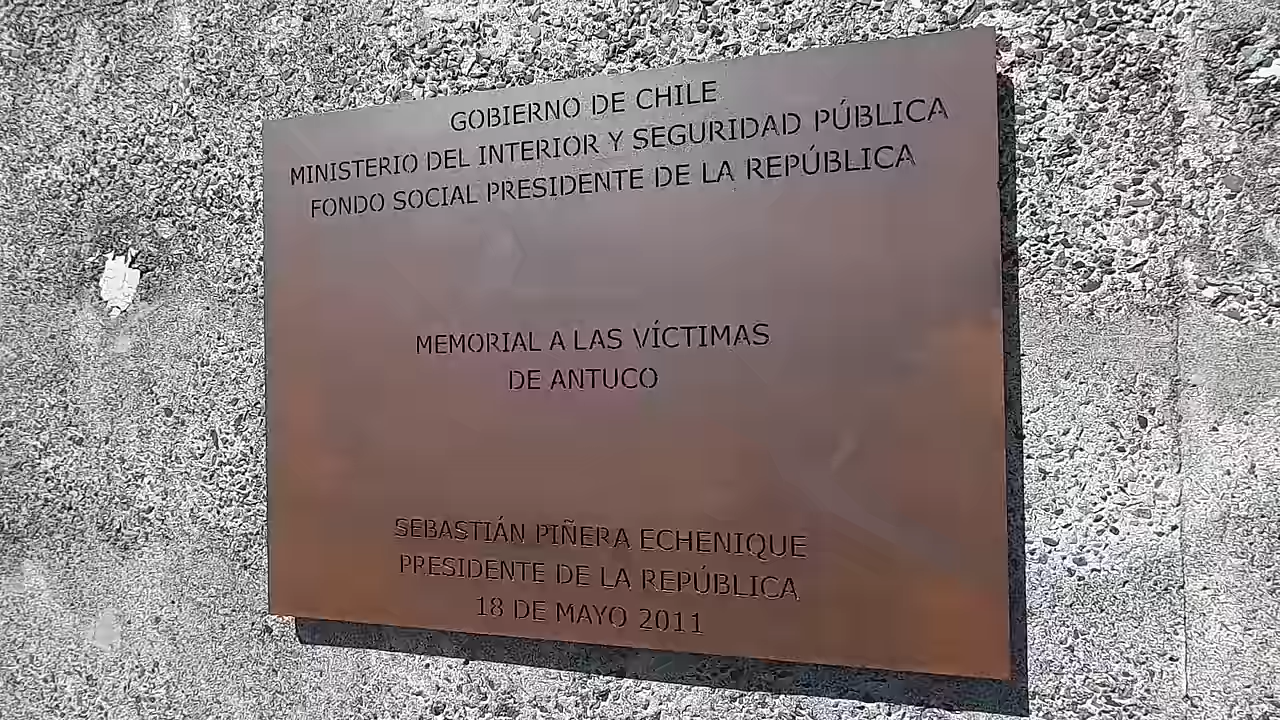 GOBIERNO DE CHILE
MINISTERIO DEL INTERIOR Y SEGURIDAD PÚBLICA
FONDO SOCIAL PRESIDENTE DE LA REPÚBLICA
MEMORIAL A LAS VÍCTIMAS
DE ANTUCO
SEBASTIÁN PIÑERA ECHENIQUE
PRESIDENTE DE LA REPÚBLICA
18 DE MAYO 2011